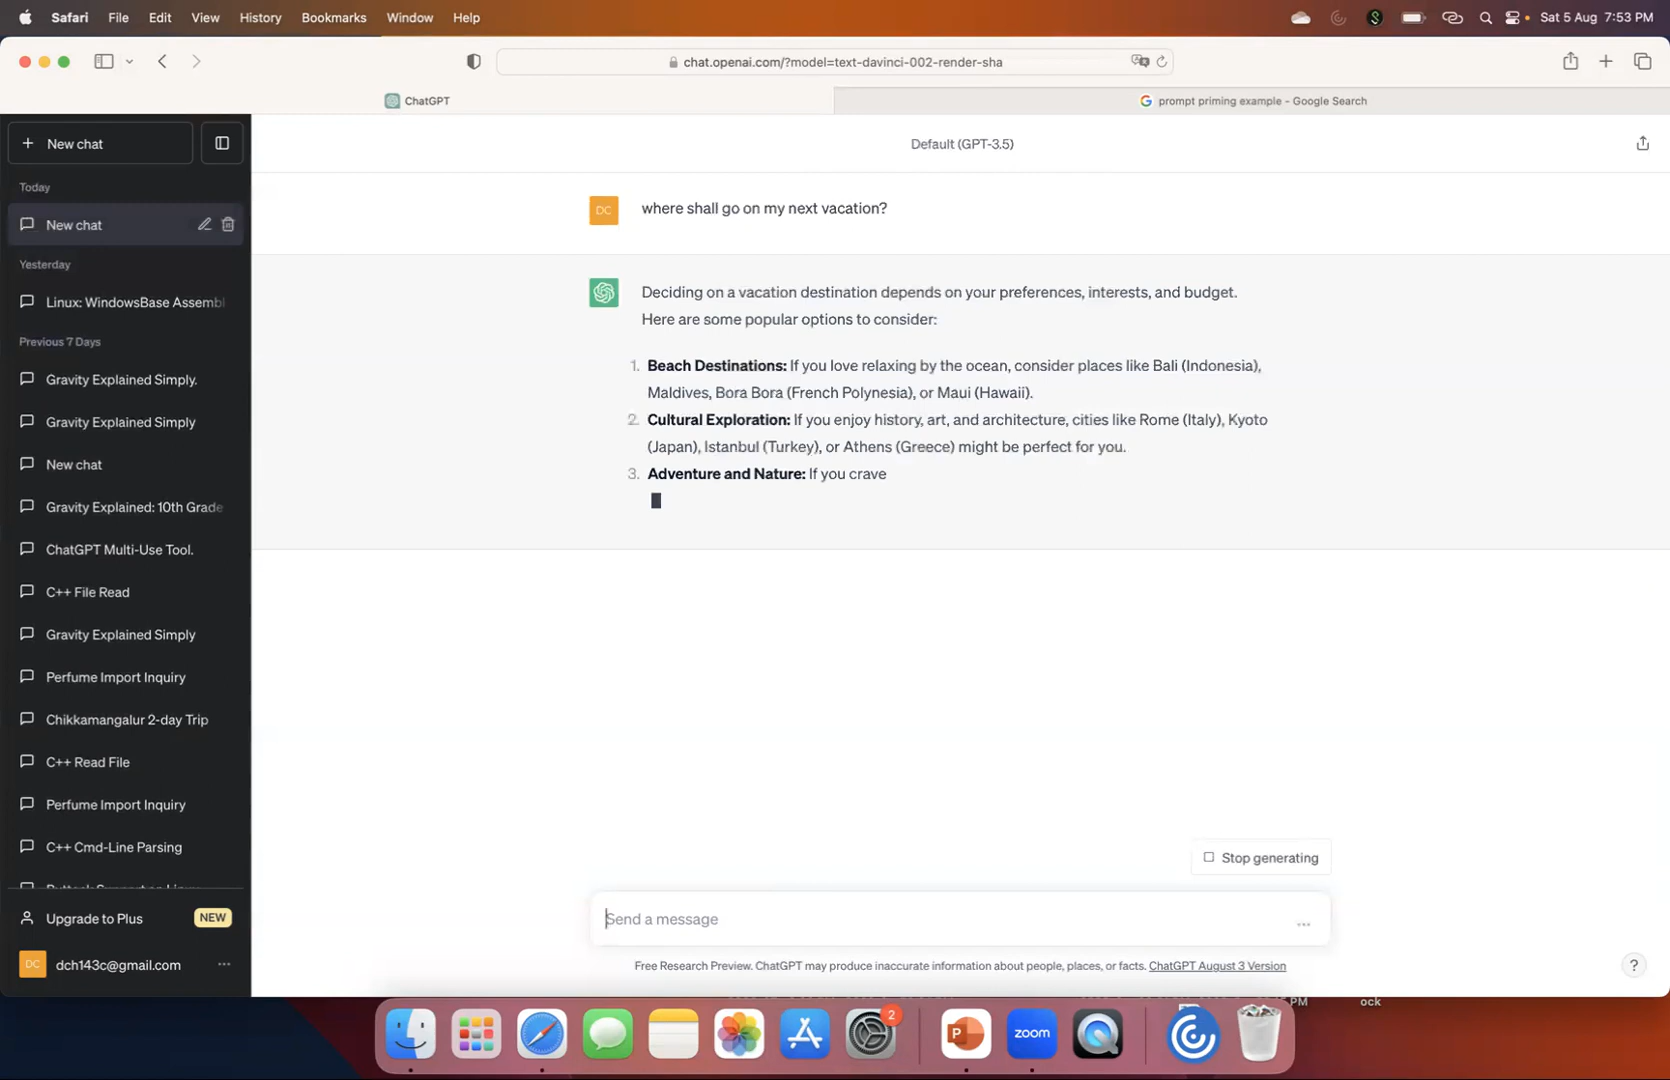 Safari File Edit View History Bookmarks Window Help Sat 5 Aug 7:53 PM
chat.openai.com/?model=text-davinci-002-render-sha
ChatGPT
prompt priming example - Google Search
New chat
Default (GPT-3.5)
Today
New chat
Yesterday
Linux: WindowsBase Assembl
Previous 7 Days
Gravity Explained Simply.
Gravity Explained Simply
New chat
Gravity Explained: 10th Grade
ChatGPT Multi-Use Tool.
C++ File Read
Gravity Explained Simply
Perfume Import Inquiry
Chikkamangalur 2-day Trip
C++ Read File
Perfume Import Inquiry
C++ Cmd-Line Parsing
Upgrade to Plus NEW
DC dch143c@gmail.com ...
DC where shall go on my next vacation?
Deciding on a vacation destination depends on your preferences, interests, and budget.
Here are some popular options to consider:
1. Beach Destinations: If you love relaxing by the ocean, consider places like Bali (Indonesia),
Maldives, Bora Bora (French Polynesia), or Maui (Hawaii).
2. Cultural Exploration: If you enjoy history, art, and architecture, cities like Rome (Italy), Kyoto
(Japan), Istanbul (Turkey), or Athens (Greece) might be perfect for you.
3. Adventure and Nature: If you crave
Stop generating
Send a message
Free Research Preview. ChatGPT may produce inaccurate information about people, places, or facts. ChatGPT August 3 Version
?
PM
ock
2
P
zoom